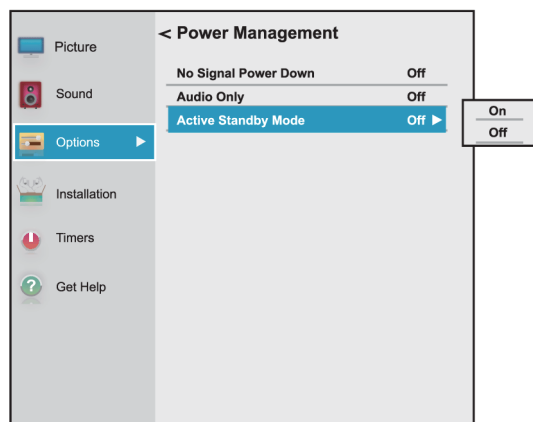 < Power Management
Picture
Sound
Options
Installation
Timers
? Get Help
No Signal Power Down Off
Audio Only Off
Active Standby Mode Off
On
Off